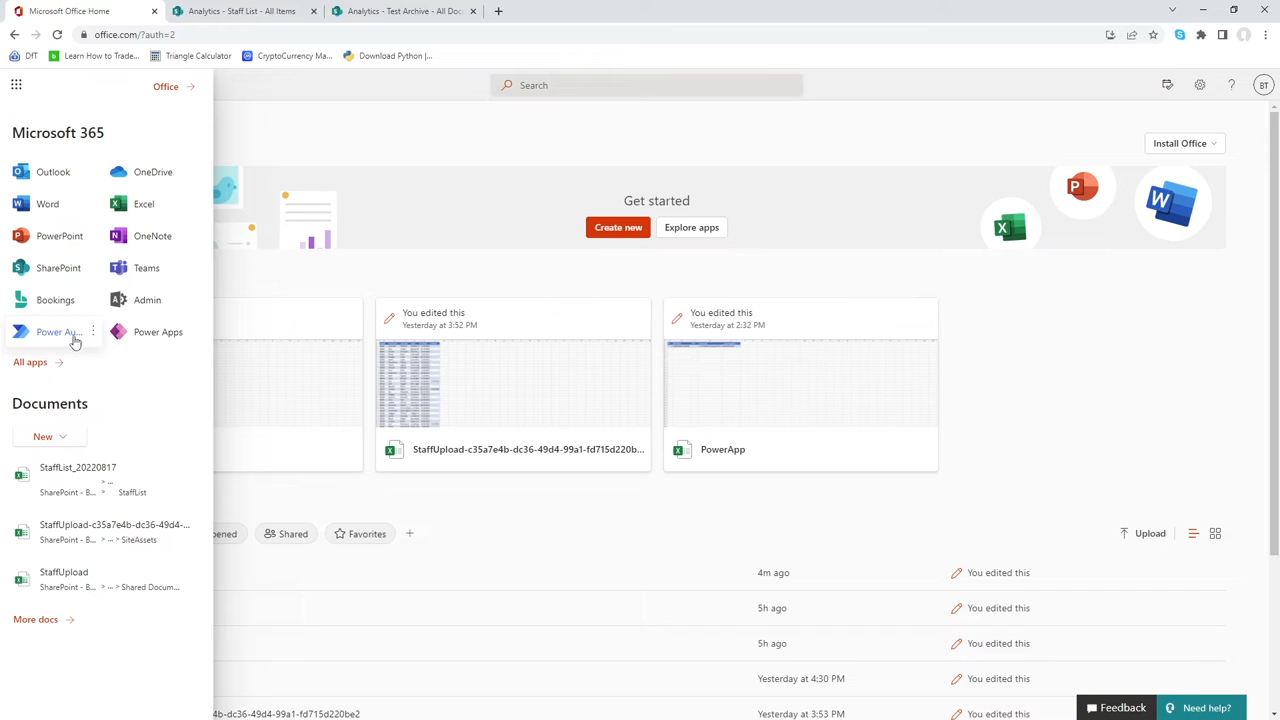 Microsoft Office Home
Analytics - Staff List - All Items
Analytics - Test Archive - All Doc
office.com/?auth=2
DfT
Learn How to Trade...
Triangle Calculator
CryptoCurrency Ma...
Download Python |...
Office
Search
BT
Microsoft 365
Install Office
Outlook
OneDrive
Word
Excel
PowerPoint
OneNote
SharePoint
Teams
Bookings
Admin
Power Au...
Power Apps
All apps
Get started
Create new
Explore apps
You edited this
Yesterday at 3:52 PM
You edited this
Yesterday at 2:32 PM
StaffUpload-c35a7e4b-dc36-49d4-99a1-fd715d220b...
PowerApp
Documents
New
StaffList_20220817
> ...
SharePoint - B... > StaffList
StaffUpload-c35a7e4b-dc36-49d4-...
SharePoint - B... > ... > SiteAssets
StaffUpload
SharePoint - B... > ... > Shared Docum...
More docs
pened
Shared
Favorites
Upload
4m ago
You edited this
5h ago
You edited this
5h ago
You edited this
Yesterday at 4:30 PM
You edited this
4b-dc36-49d4-99a1-fd715d220be2
Yesterday at 3:53 PM
You edited this
Feedback
Need help?